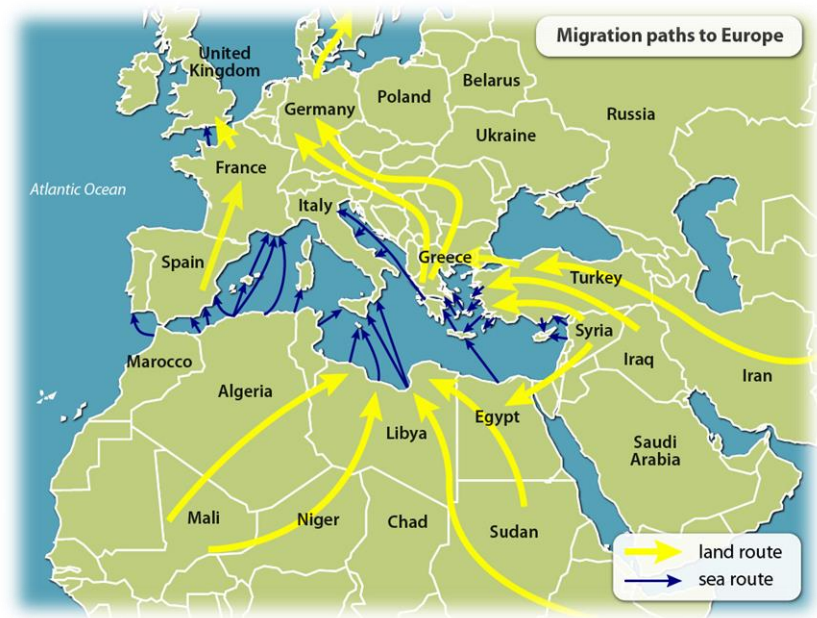 Migration paths to Europe
United
Kingdom
Belarus
Poland
Germany
Russia
Ukraine
France
Atlantic Ocean
Italy
Spain
Greece
Turkey
Syria
Marocco
Iraq
Iran
Algeria
Egypt
Libya
Saudi
Arabia
Mali
Niger
Chad
Sudan
land route
sea route